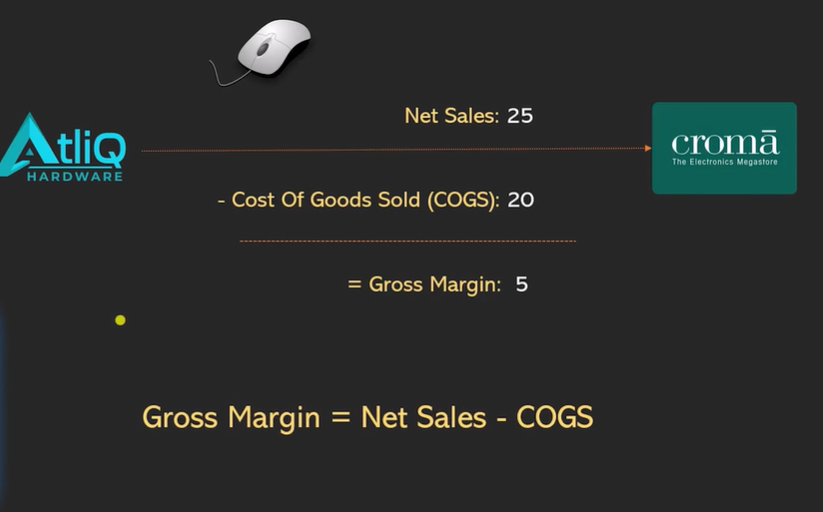 Net Sales: 25
AtliQ
HARDWARE
cromā
The Electronics Megastore
- Cost Of Goods Sold (COGS): 20
= Gross Margin: 5
Gross Margin = Net Sales - COGS